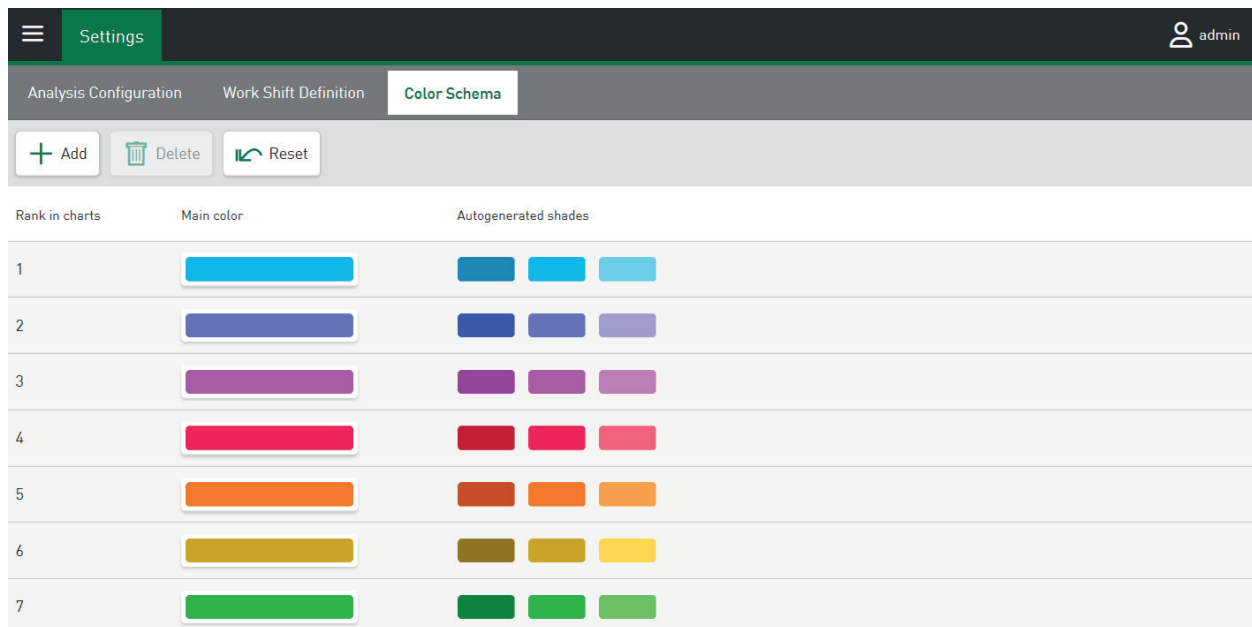 Settings admin
Analysis Configuration Work Shift Definition Color Schema
Add Delete Reset
Rank in charts Main color Autogenerated shades
1
2
3
4
5
6
7